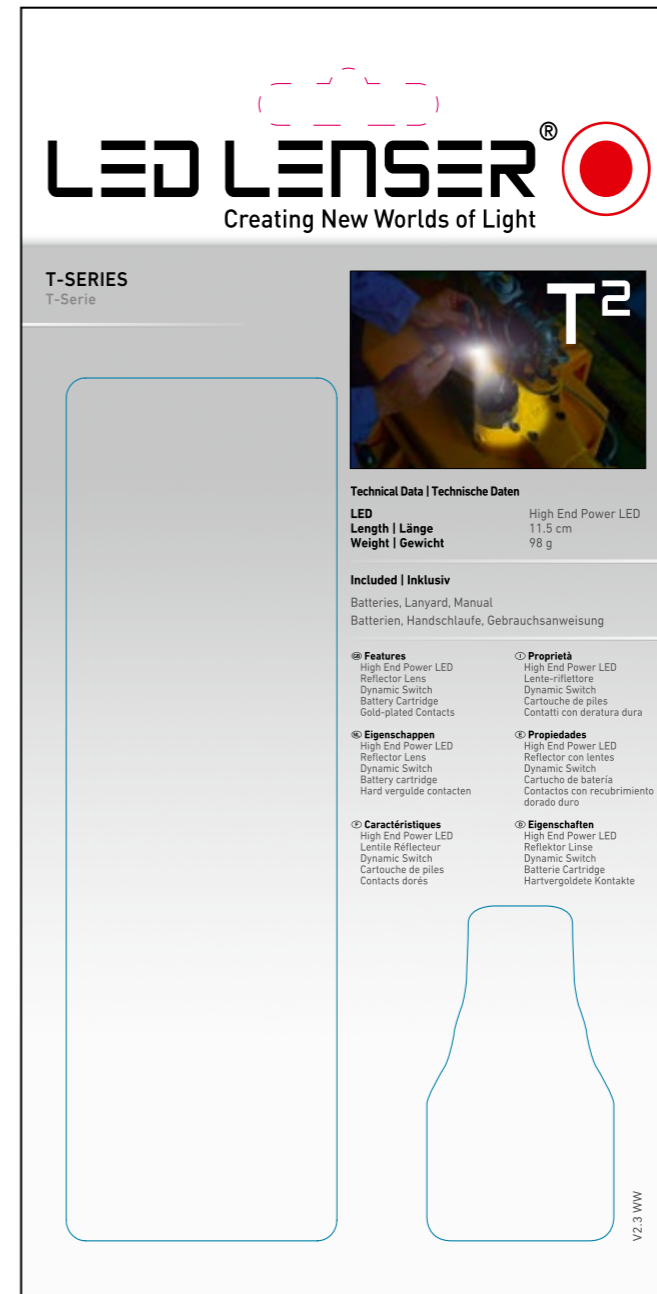 LED LENSER®
Creating New Worlds of Light
T-SERIES
T-Serie
T²
Technical Data | Technische Daten
LED High End Power LED
Length | Länge 11.5 cm
Weight | Gewicht 98 g
Included | Inklusiv
Batteries, Lanyard, Manual
Batterien, Handschlaufe, Gebrauchsanweisung
GB Features
High End Power LED
Reflector Lens
Dynamic Switch
Battery Cartridge
Gold-plated Contacts
I Proprietà
High End Power LED
Lente-riflettore
Dynamic Switch
Cartouche de piles
Contatti con deratura dura
NL Eigenschappen
High End Power LED
Reflector Lens
Dynamic Switch
Battery cartridge
Hard vergulde contacten
E Propiedades
High End Power LED
Reflector con lentes
Dynamic Switch
Cartucho de batería
Contactos con recubrimiento
dorado duro
F Caractéristiques
High End Power LED
Lentile Réflecteur
Dynamic Switch
Cartouche de piles
Contacts dorés
D Eigenschaften
High End Power LED
Reflektor Linse
Dynamic Switch
Batterie Cartridge
Hartvergoldete Kontakte
V2.3 WW